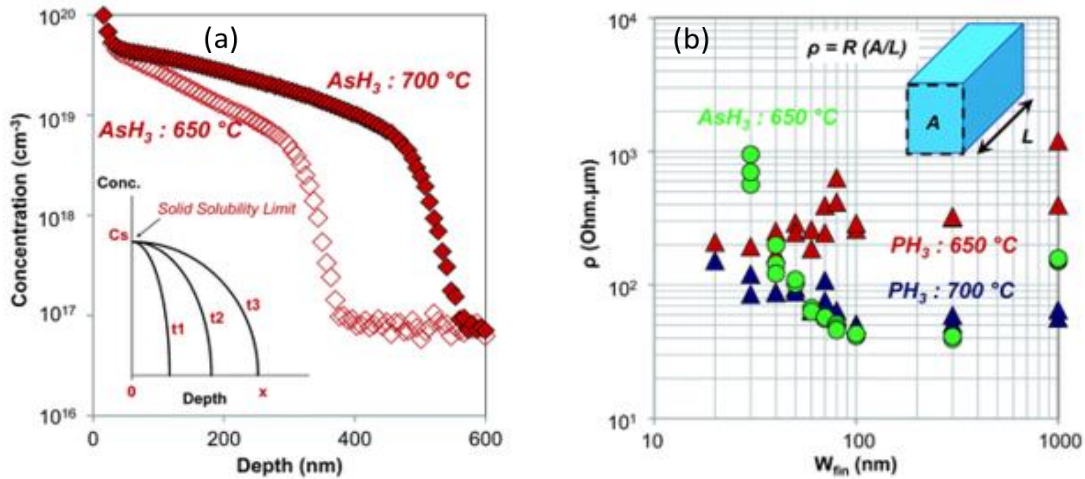 (a)
Concentration (cm⁻³)
10²⁰
10¹⁹
10¹⁸
10¹⁷
10¹⁶
AsH₃ : 700 °C
AsH₃ : 650 °C
Conc.
Solid Solubility Limit
Cs
t1
t2
t3
0
Depth
x
0
200
400
600
Depth (nm)
(b)
ρ (Ohm.µm)
10⁴
10³
10²
10¹
ρ = R (A/L)
A
L
AsH₃ : 650 °C
PH₃ : 650 °C
PH₃ : 700 °C
10
100
1000
W_fin (nm)